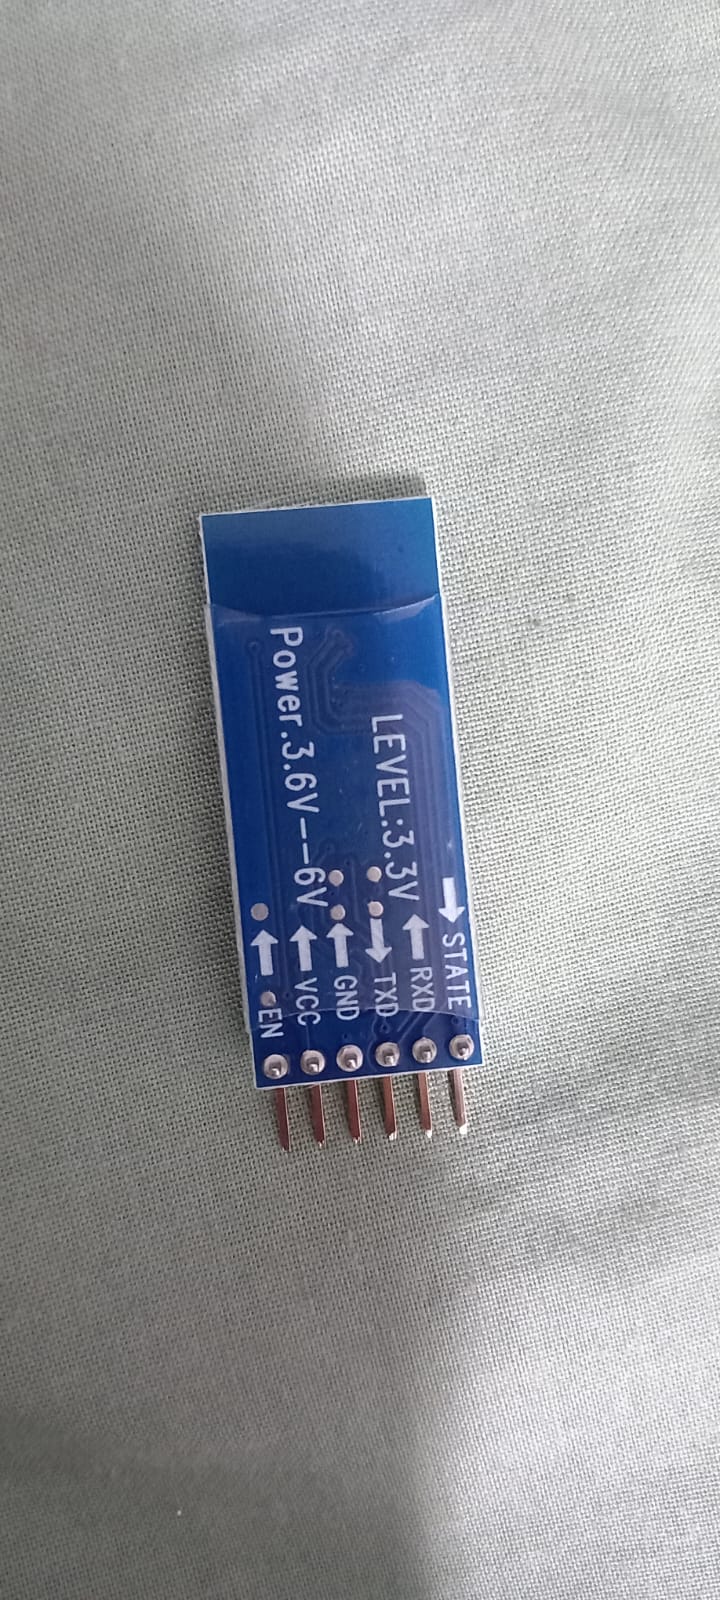 LEVEL:3.3V
Power.3.6V--6V
STATE
RXD
TXD
GND
VCC
EN